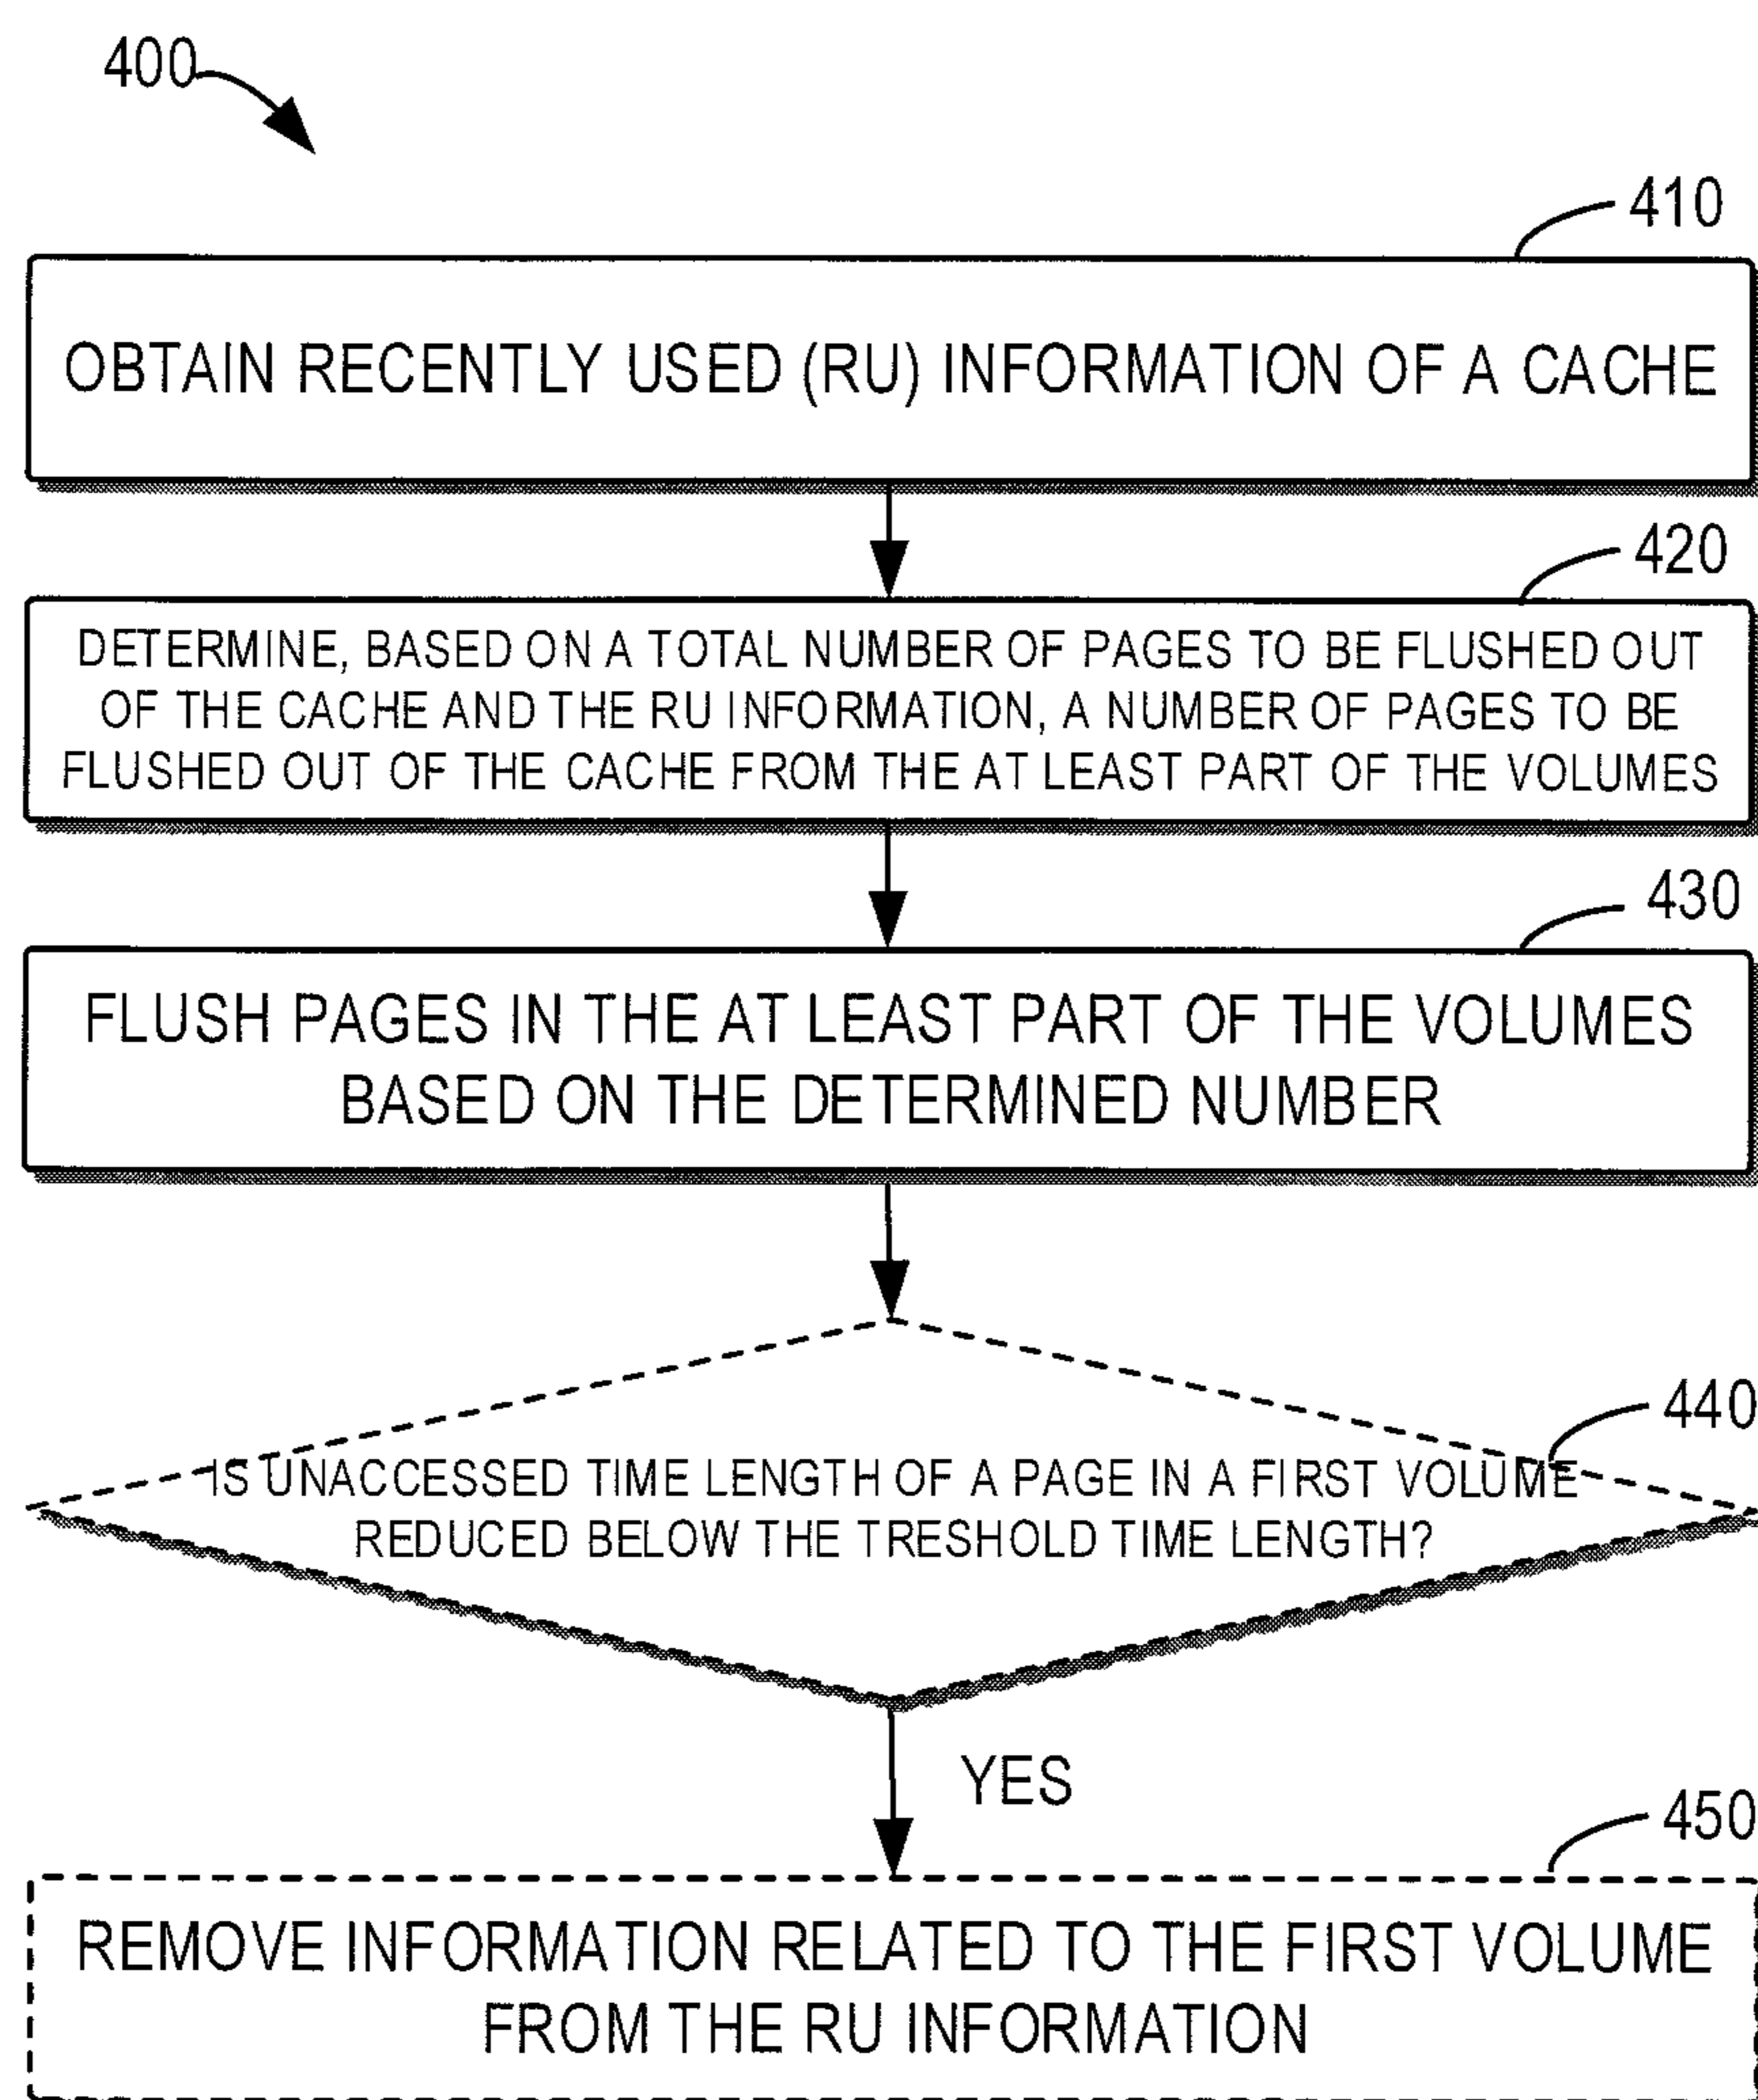 400
410
OBTAIN RECENTLY USED (RU) INFORMATION OF A CACHE
420
DETERMINE, BASED ON A TOTAL NUMBER OF PAGES TO BE FLUSHED OUT
OF THE CACHE AND THE RU INFORMATION, A NUMBER OF PAGES TO BE
FLUSHED OUT OF THE CACHE FROM THE AT LEAST PART OF THE VOLUMES
430
FLUSH PAGES IN THE AT LEAST PART OF THE VOLUMES
BASED ON THE DETERMINED NUMBER
440
IS UNACCESSED TIME LENGTH OF A PAGE IN A FIRST VOLUME
REDUCED BELOW THE TRESHOLD TIME LENGTH?
YES
450
REMOVE INFORMATION RELATED TO THE FIRST VOLUME
FROM THE RU INFORMATION